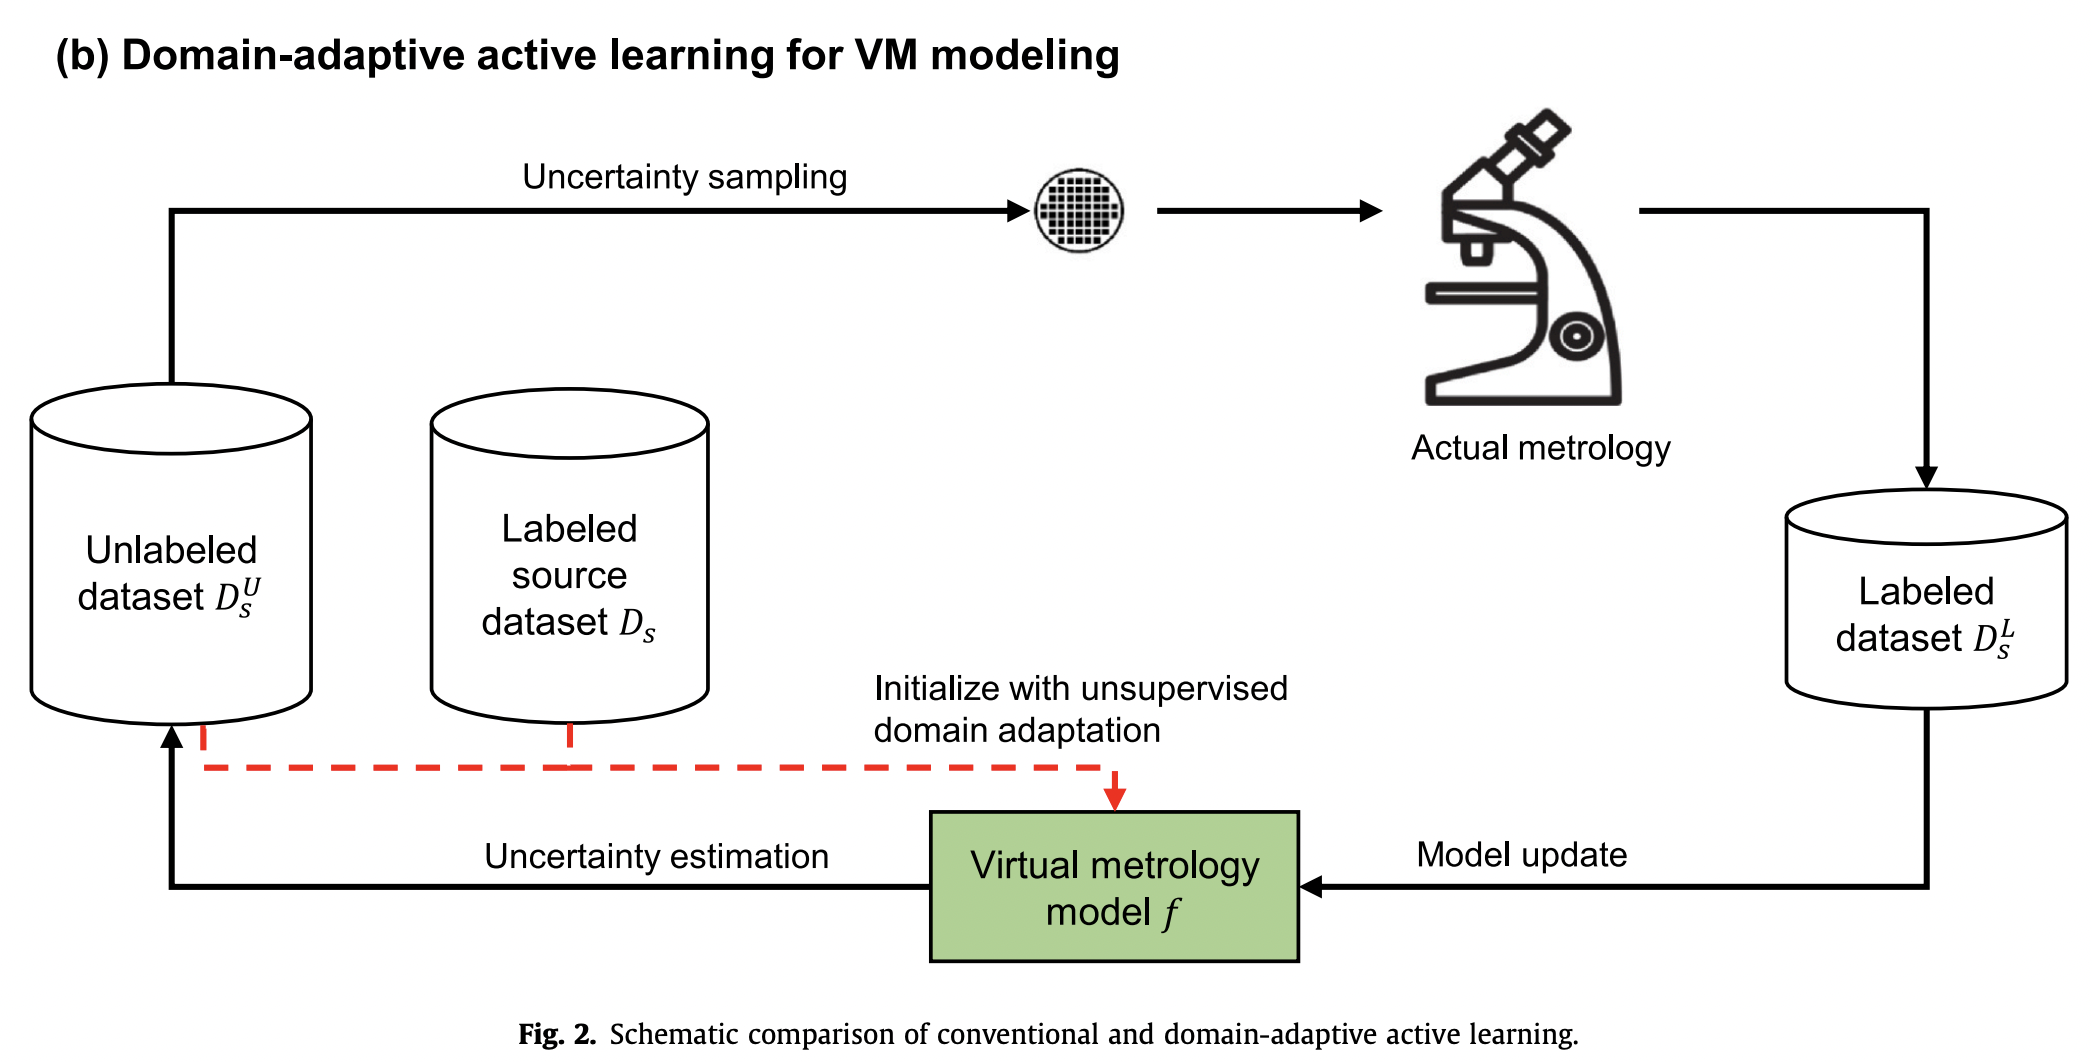 (b) Domain-adaptive active learning for VM modeling
Uncertainty sampling
Actual metrology
Unlabeled
dataset D_s^U
Labeled
source
dataset D_s
Labeled
dataset D_s^L
Initialize with unsupervised
domain adaptation
Uncertainty estimation
Virtual metrology
model f
Model update
Fig. 2. Schematic comparison of conventional and domain-adaptive active learning.